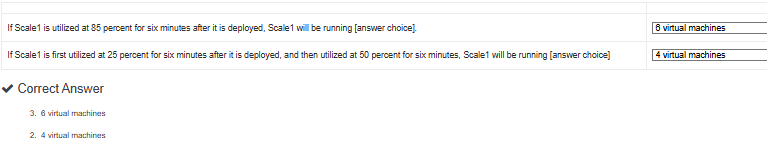 If Scale1 is utilized at 85 percent for six minutes after it is deployed, Scale1 will be running [answer choice].
6 virtual machines
If Scale1 is first utilized at 25 percent for six minutes after it is deployed, and then utilized at 50 percent for six minutes, Scale1 will be running [answer choice]
4 virtual machines
✔ Correct Answer
3. 6 virtual machines
2. 4 virtual machines